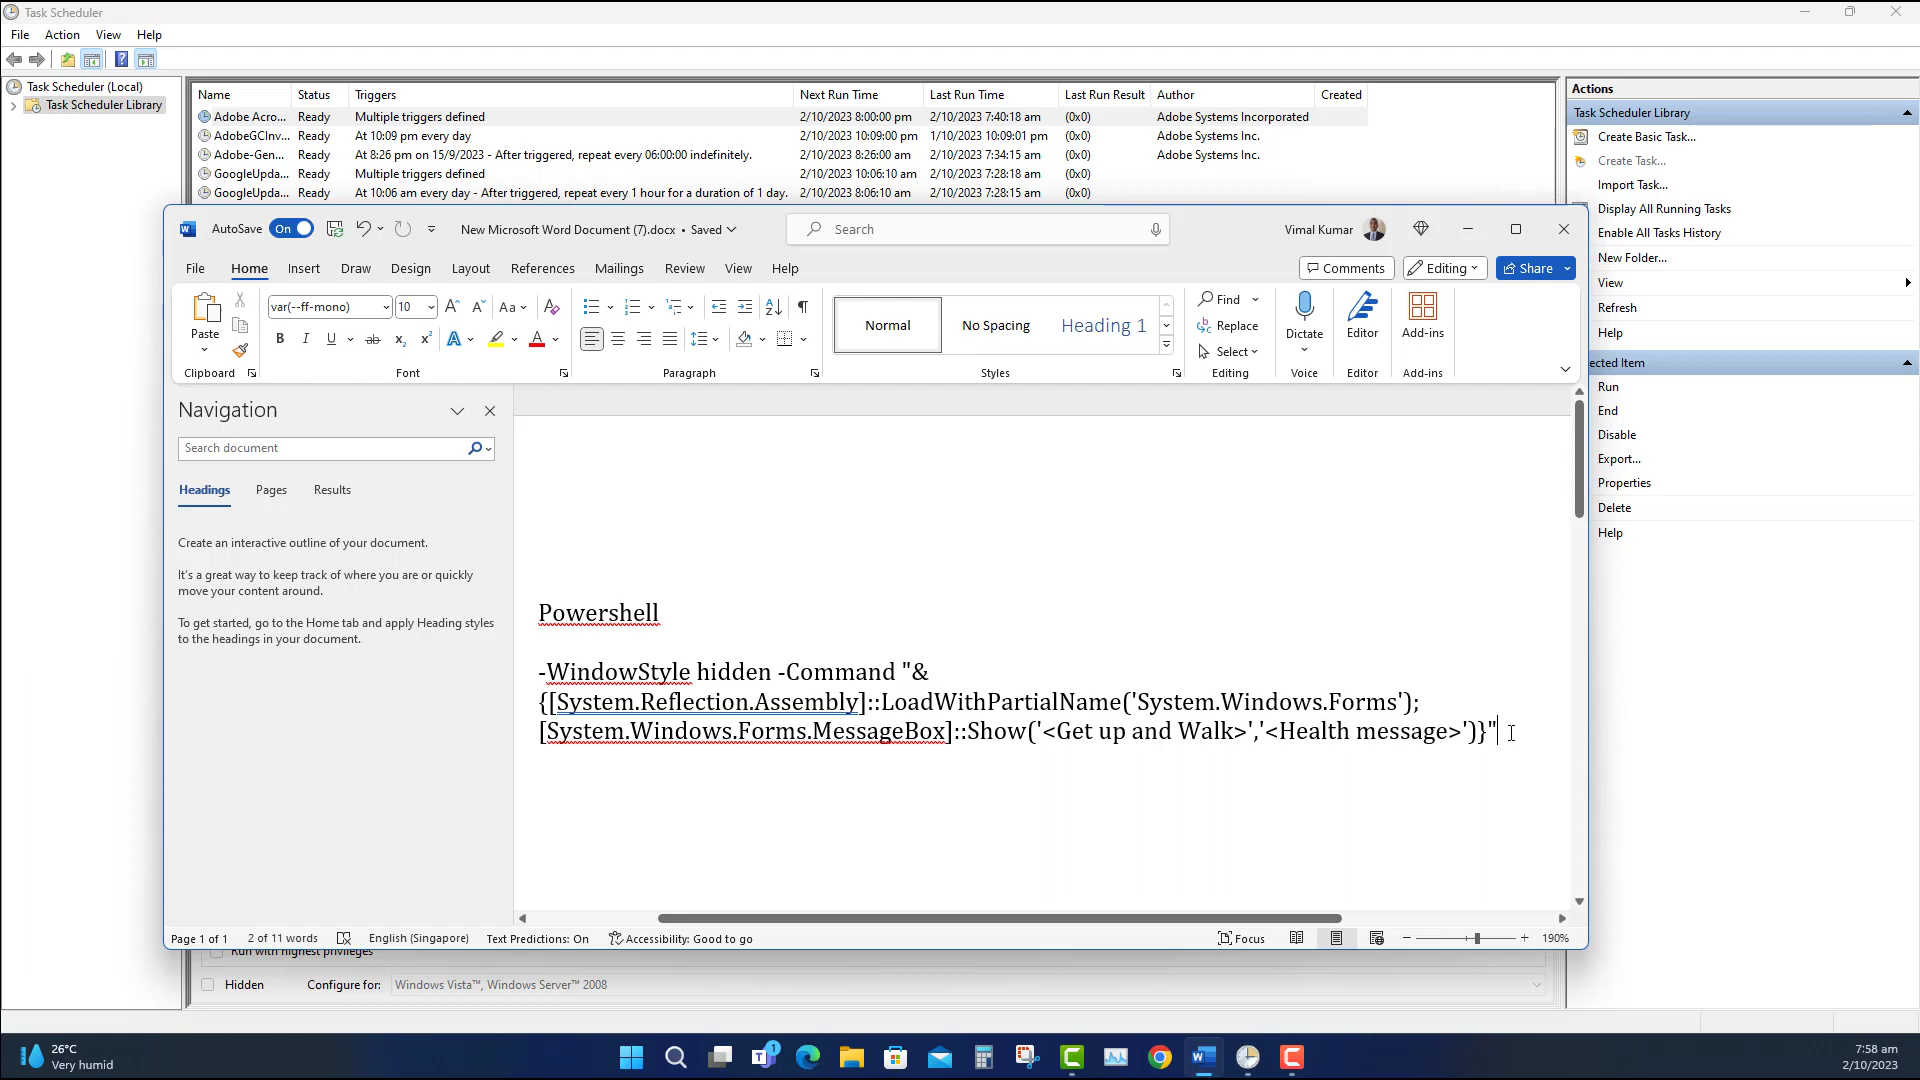 Task Scheduler
File Action View Help
Task Scheduler (Local)
Task Scheduler Library
Name Status Triggers Next Run Time Last Run Time Last Run Result Author Created
Adobe Acro... Ready Multiple triggers defined 2/10/2023 8:00:00 pm 2/10/2023 7:40:18 am (0x0) Adobe Systems Incorporated
AdobeGCInv... Ready At 10:09 pm every day 2/10/2023 10:09:00 pm 1/10/2023 10:09:01 pm (0x0) Adobe Systems Inc.
Adobe-Gen... Ready At 8:26 pm on 15/9/2023 - After triggered, repeat every 06:00:00 indefinitely. 2/10/2023 8:26:00 am 2/10/2023 7:34:15 am (0x0) Adobe Systems Inc.
GoogleUpda... Ready Multiple triggers defined 2/10/2023 10:06:10 am 2/10/2023 7:28:18 am (0x0)
GoogleUpda... Ready At 10:06 am every day - After triggered, repeat every 1 hour for a duration of 1 day. 2/10/2023 8:06:10 am 2/10/2023 7:28:15 am (0x0)
Actions
Task Scheduler Library
Create Basic Task...
Create Task...
Import Task...
Display All Running Tasks
Enable All Tasks History
New Folder...
View
Refresh
Help
ected Item
Run
End
Disable
Export...
Properties
Delete
Help
AutoSave On New Microsoft Word Document (7).docx • Saved Search Vimal Kumar
File Home Insert Draw Design Layout References Mailings Review View Help Comments Editing Share
Paste
Clipboard
var(--ff-mono) 10
Font
Paragraph
Normal No Spacing Heading 1
Styles
Find
Replace
Select
Editing
Dictate
Voice
Editor
Editor
Add-ins
Add-ins
Navigation
Search document
Headings Pages Results
Create an interactive outline of your document.
It's a great way to keep track of where you are or quickly
move your content around.
To get started, go to the Home tab and apply Heading styles
to the headings in your document.
Powershell
-WindowStyle hidden -Command "&
{[System.Reflection.Assembly]::LoadWithPartialName('System.Windows.Forms');
[System.Windows.Forms.MessageBox]::Show('<Get up and Walk>','<Health message>')}"
Page 1 of 1 2 of 11 words English (Singapore) Text Predictions: On Accessibility: Good to go Focus 190%
Run with highest privileges
Hidden Configure for: Windows Vista™, Windows Server™ 2008
26°C
Very humid
1
7:58 am
2/10/2023